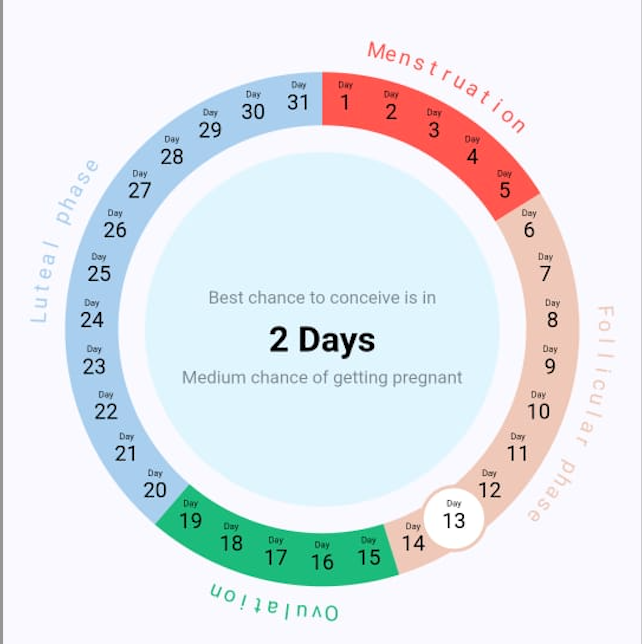 Menstruation
Day
1
Day
2
Day
3
Day
4
Day
5
Follicular phase
Day
6
Day
7
Day
8
Day
9
Day
10
Day
11
Day
12
Day
13
Day
14
Ovulation
Day
15
Day
16
Day
17
Day
18
Day
19
Luteal phase
Day
20
Day
21
Day
22
Day
23
Day
24
Day
25
Day
26
Day
27
Day
28
Day
29
Day
30
Day
31
Best chance to conceive is in
2 Days
Medium chance of getting pregnant